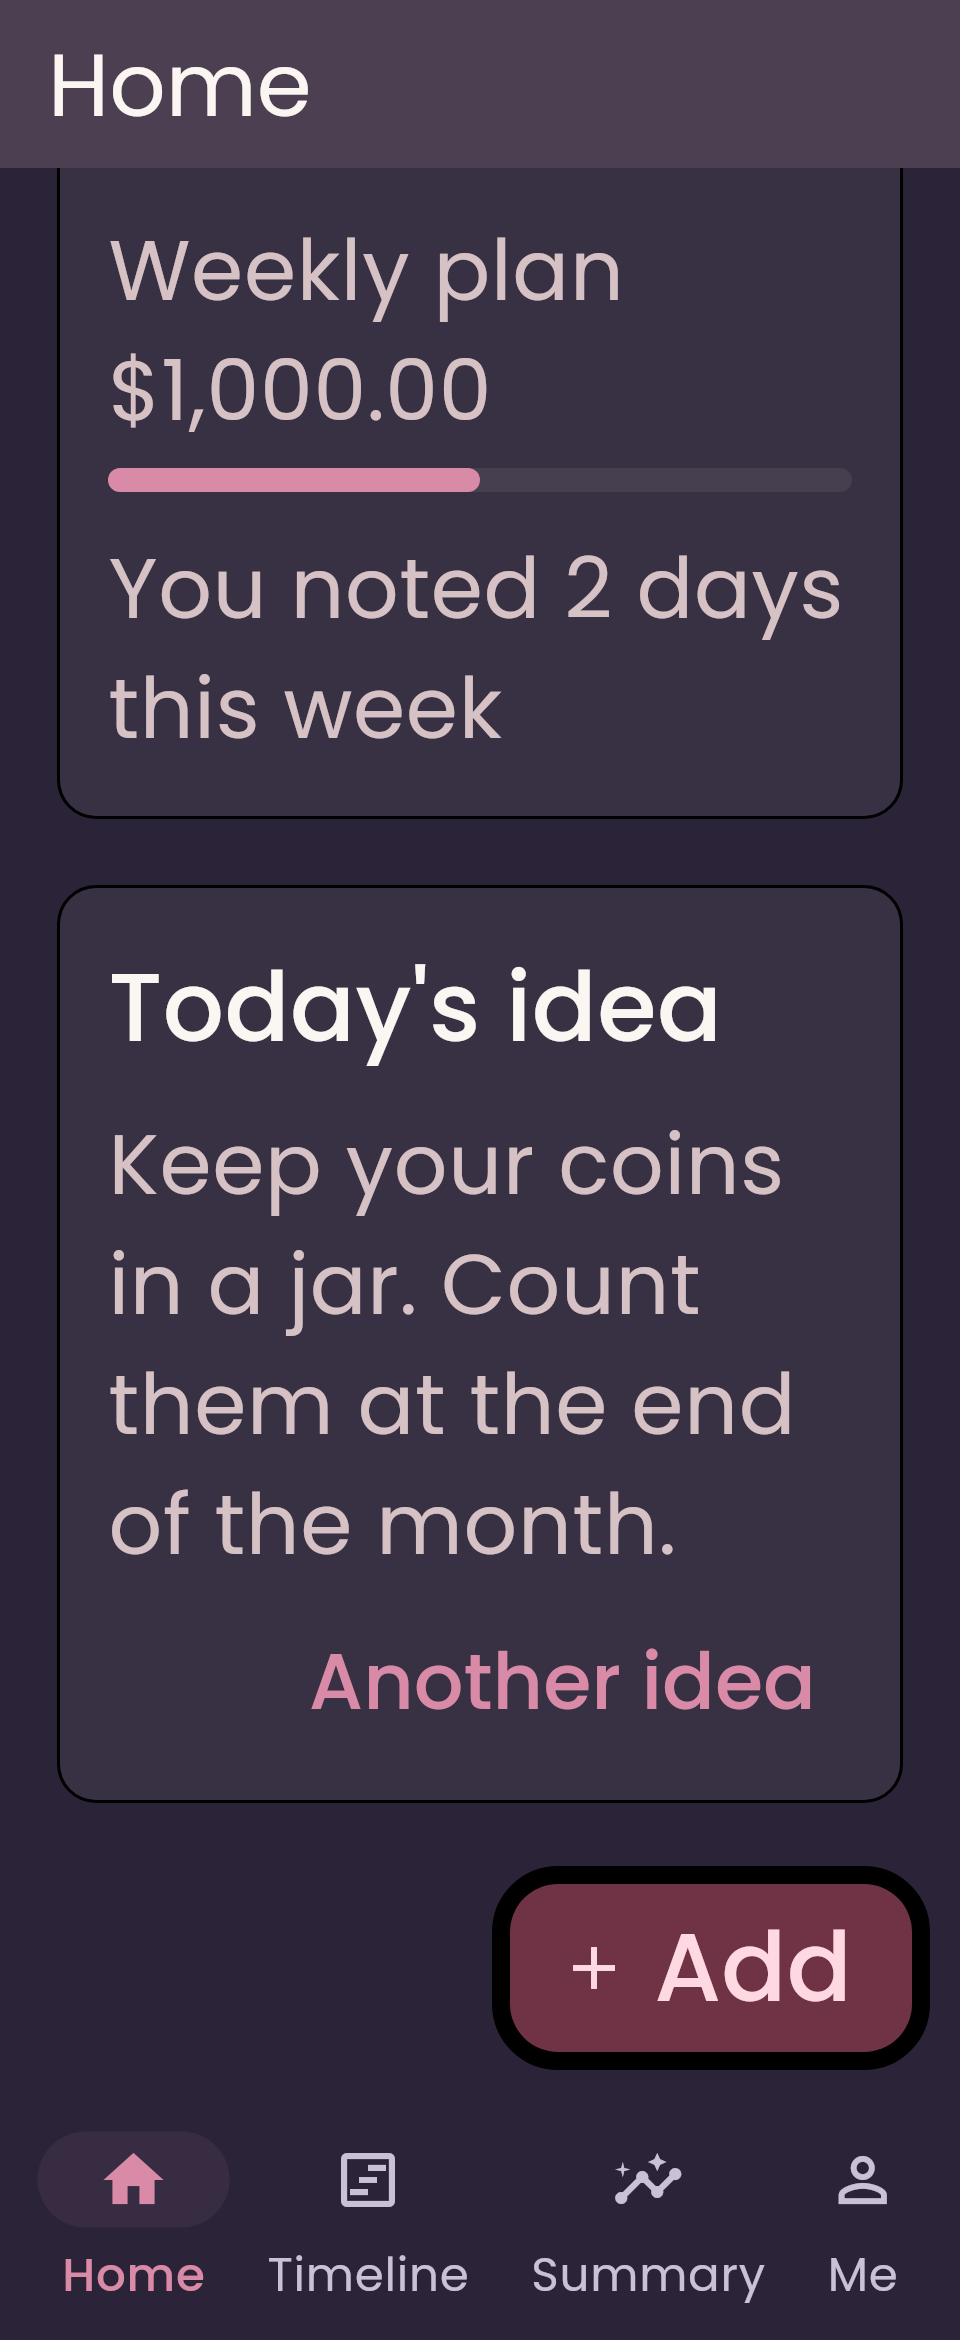 Home
Weekly plan
$1,000.00
You noted 2 days
this week
Today's idea
Keep your coins
in a jar. Count
them at the end
of the month.
Another idea
+ Add
Home
Timeline
Summary
Me